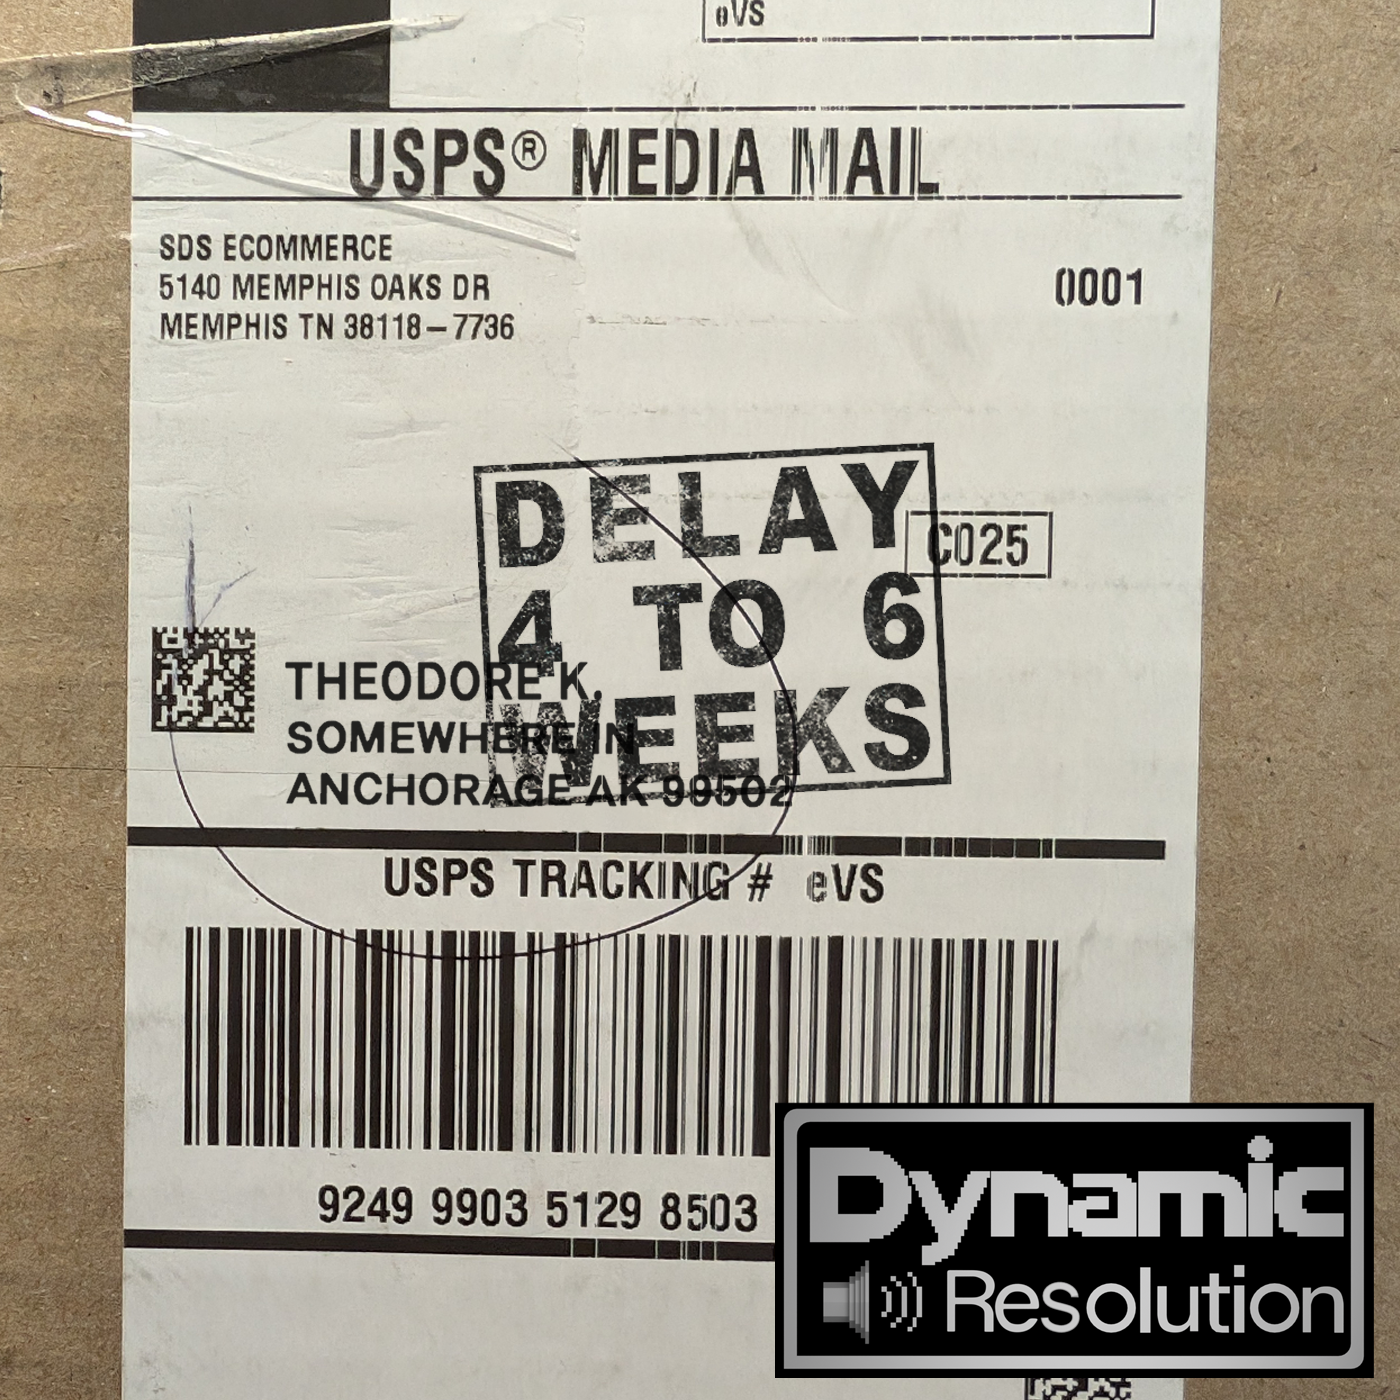 eVS
USPS® MEDIA MAIL
SDS ECOMMERCE
5140 MEMPHIS OAKS DR
MEMPHIS TN 38118-7736
0001
DELAY
4 TO 6
WEEKS
C025
THEODORE K.
SOMEWHERE IN
ANCHORAGE AK 99502
USPS TRACKING # eVS
9249 9903 5129 8503
Dynamic
Resolution